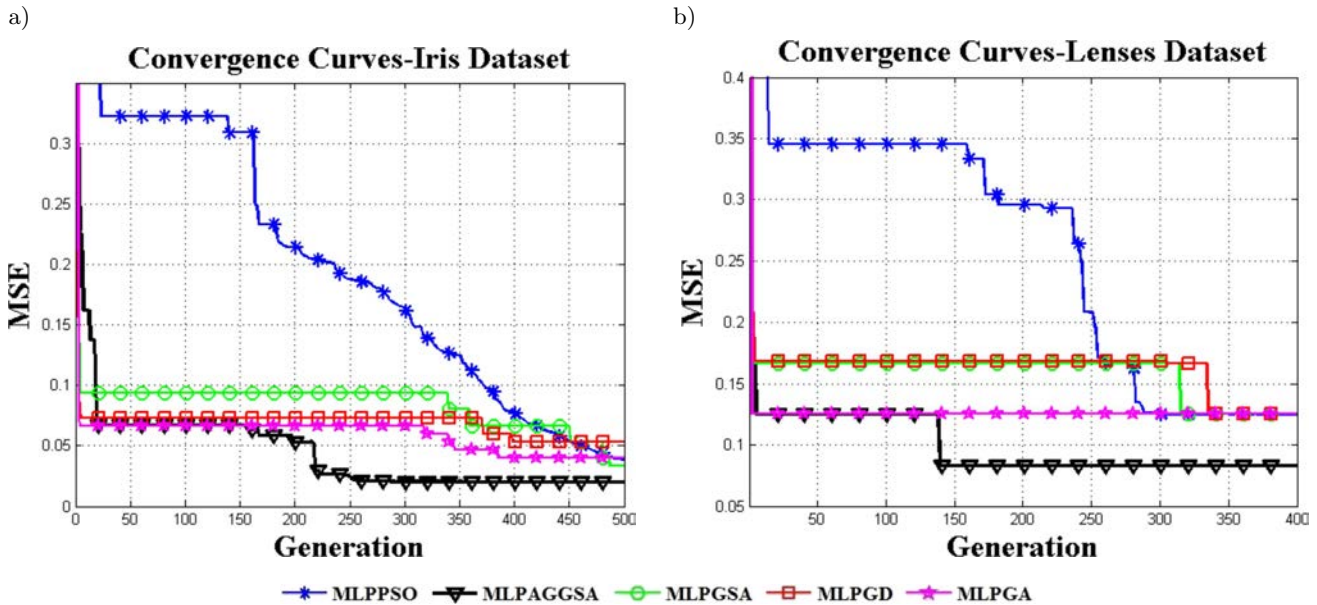 a)
b)
Convergence Curves-Iris Dataset
Convergence Curves-Lenses Dataset
MSE
0.3
0.25
0.2
0.15
0.1
0.05
0
0 50 100 150 200 250 300 350 400 450 500
Generation
MSE
0.4
0.35
0.3
0.25
0.2
0.15
0.1
0.05
50 100 150 200 250 300 350 400
Generation
MLPPSO MLPAGGSA MLPGSA MLPGD MLPGA